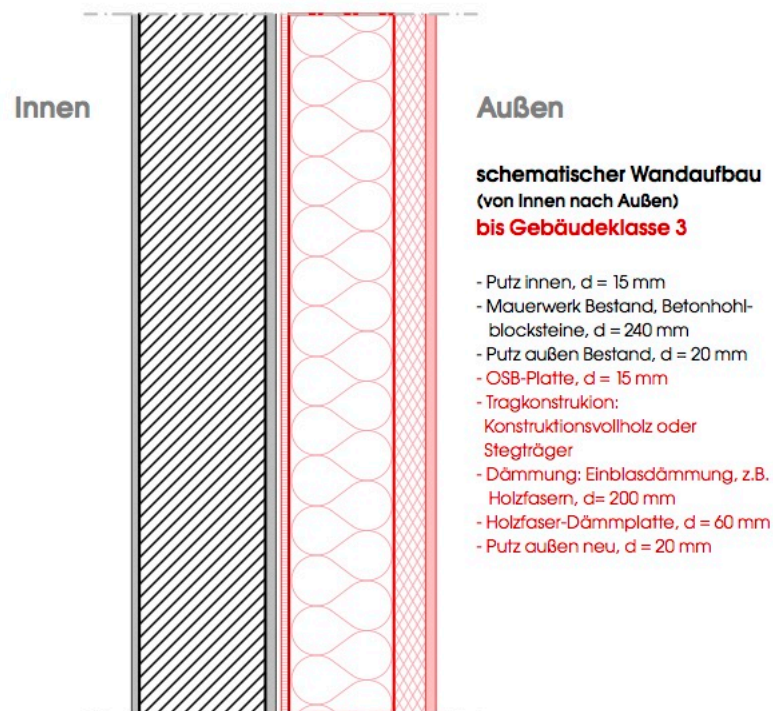 Innen
Außen
schematischer Wandaufbau
(von Innen nach Außen)
bis Gebäudeklasse 3
- Putz innen, d = 15 mm
- Mauerwerk Bestand, Betonhohl-
blocksteine, d = 240 mm
- Putz außen Bestand, d = 20 mm
- OSB-Platte, d = 15 mm
- Tragkonstrukion:
Konstruktionsvollholz oder
Stegträger
- Dämmung: Einblasdämmung, z.B.
Holzfasern, d= 200 mm
- Holzfaser-Dämmplatte, d = 60 mm
- Putz außen neu, d = 20 mm